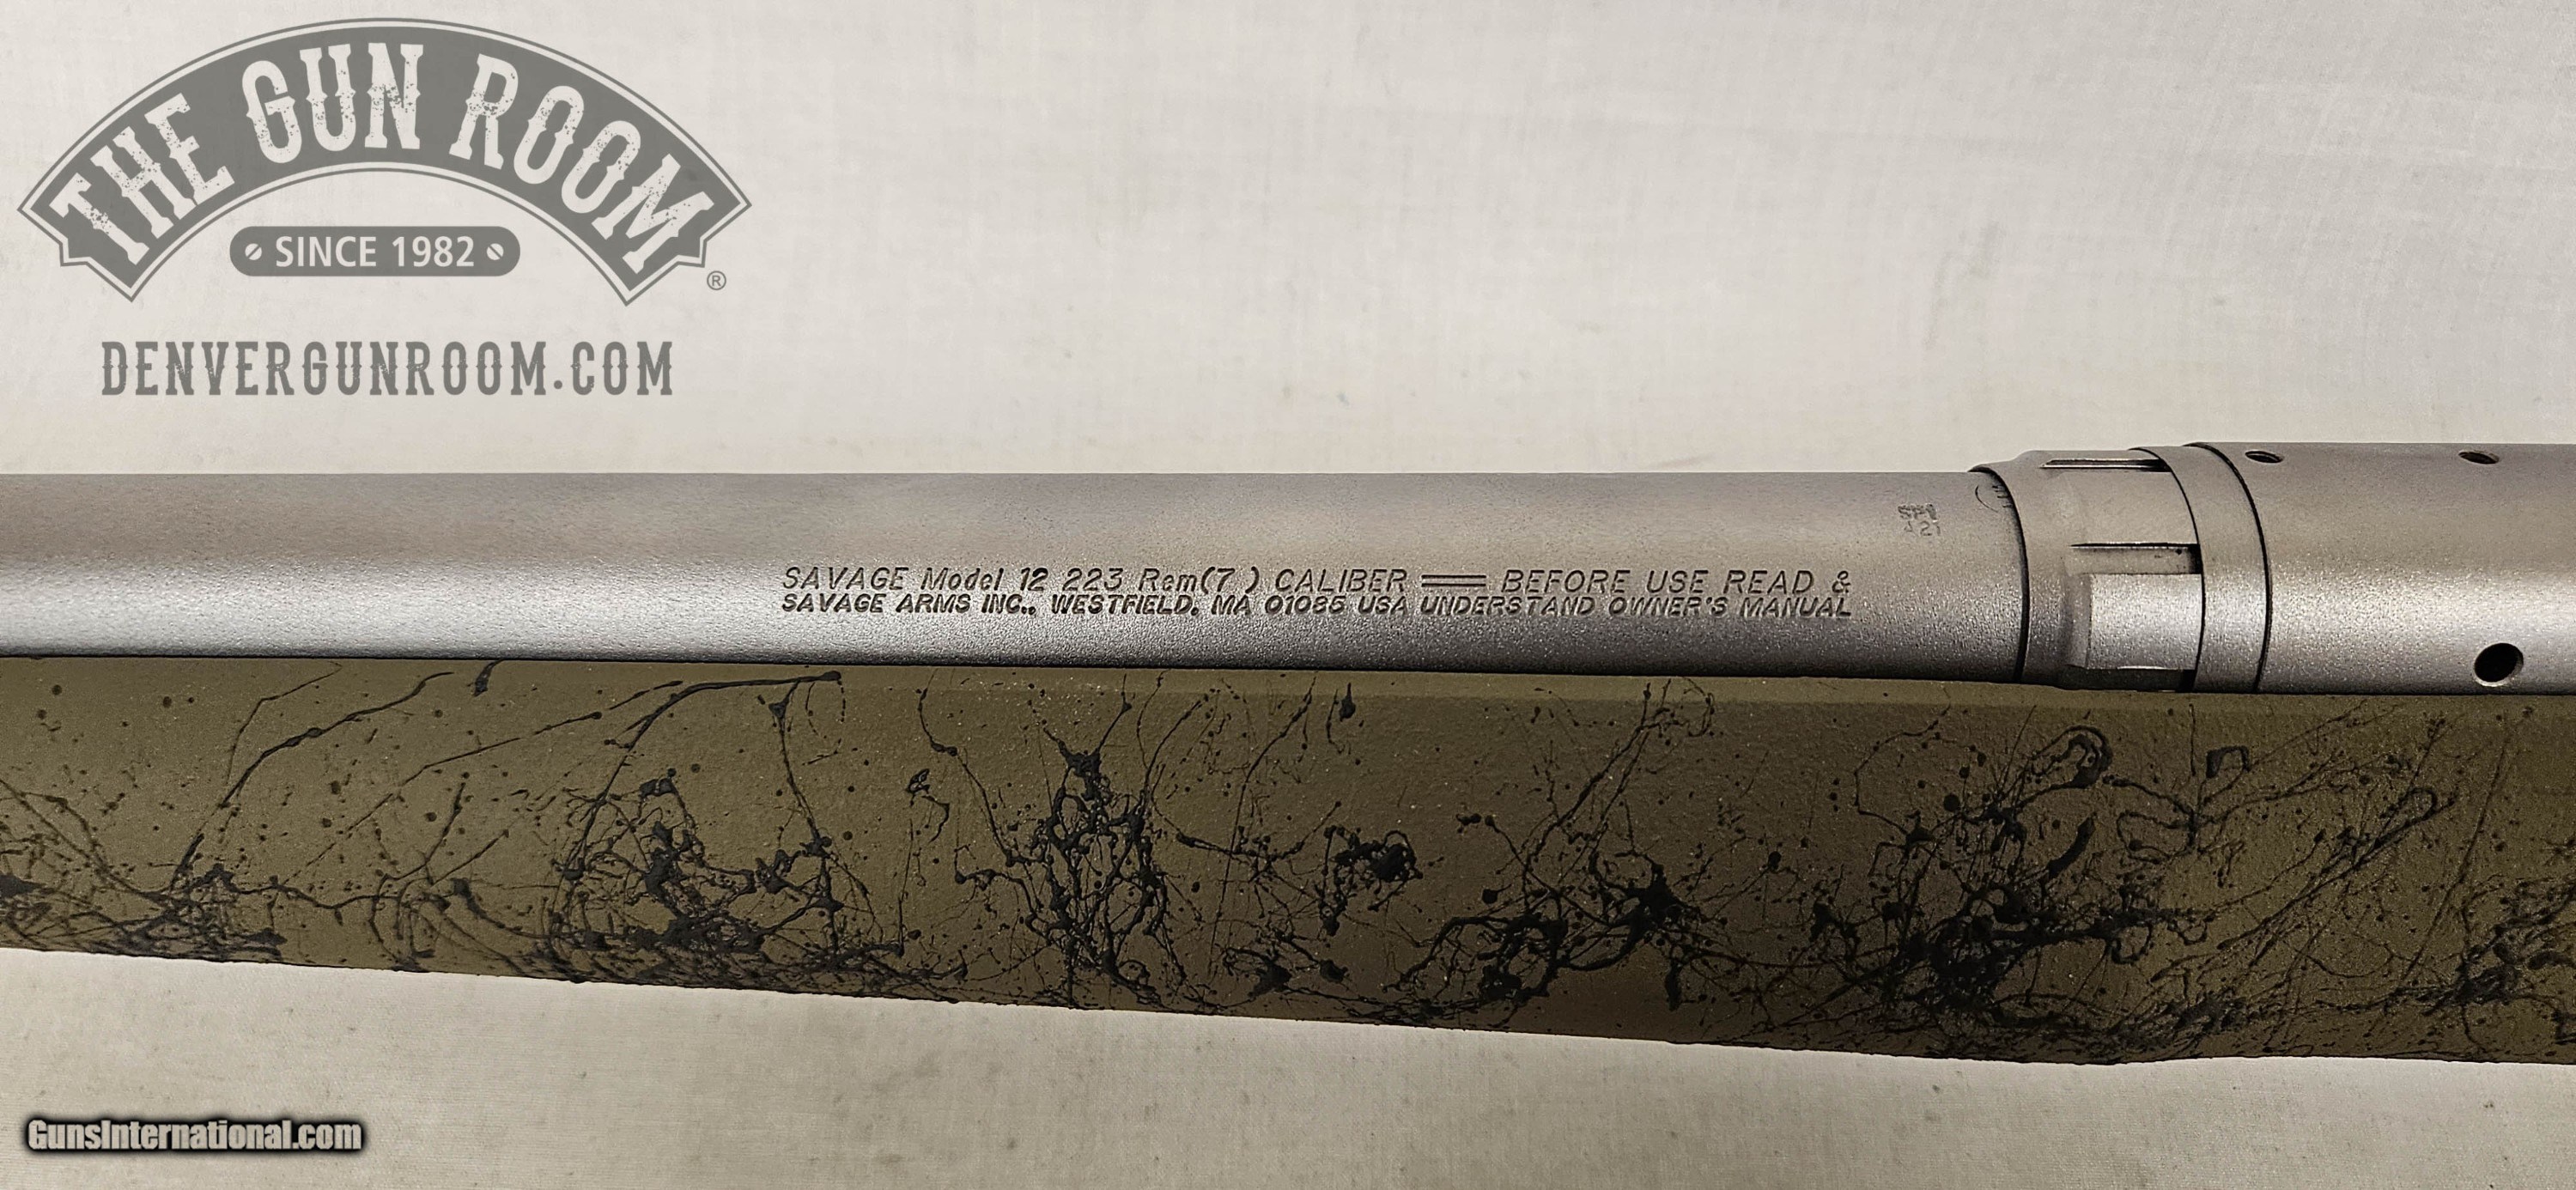 THE GUN ROOM
SINCE 1982
®
DENVERGUNROOM.COM
SAVAGE Model 12 223 Rem(7 ) CALIBER ═══ BEFORE USE READ &
SAVAGE ARMS INC., WESTFIELD, MA 01085 USA UNDERSTAND OWNER'S MANUAL
GunsInternational.com